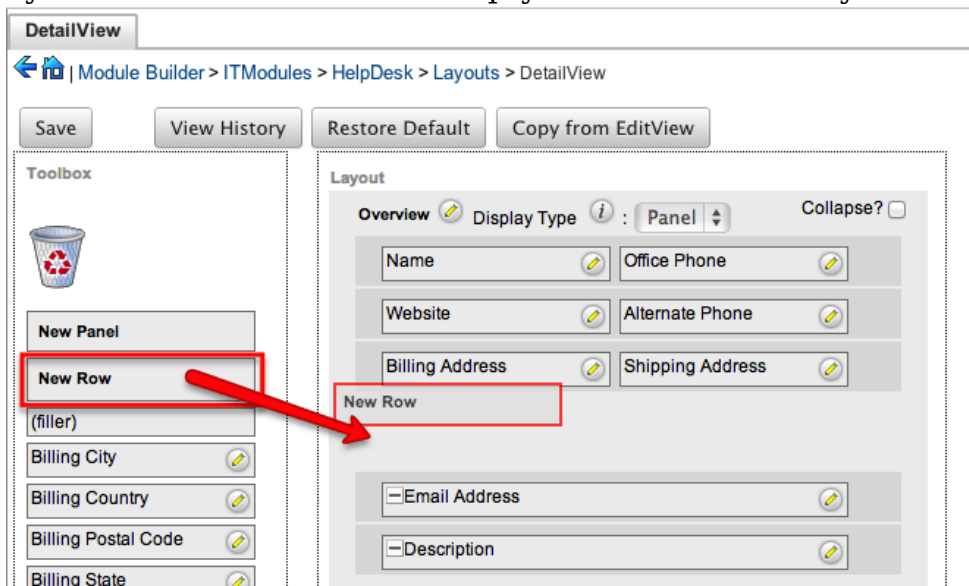 DetailView
| Module Builder > ITModules > HelpDesk > Layouts > DetailView
Save
View History
Restore Default
Copy from EditView
Toolbox
New Panel
New Row
(filler)
Billing City
Billing Country
Billing Postal Code
Billing State
Layout
Overview Display Type i : Panel Collapse?
Name Office Phone
Website Alternate Phone
Billing Address Shipping Address
New Row
Email Address
Description